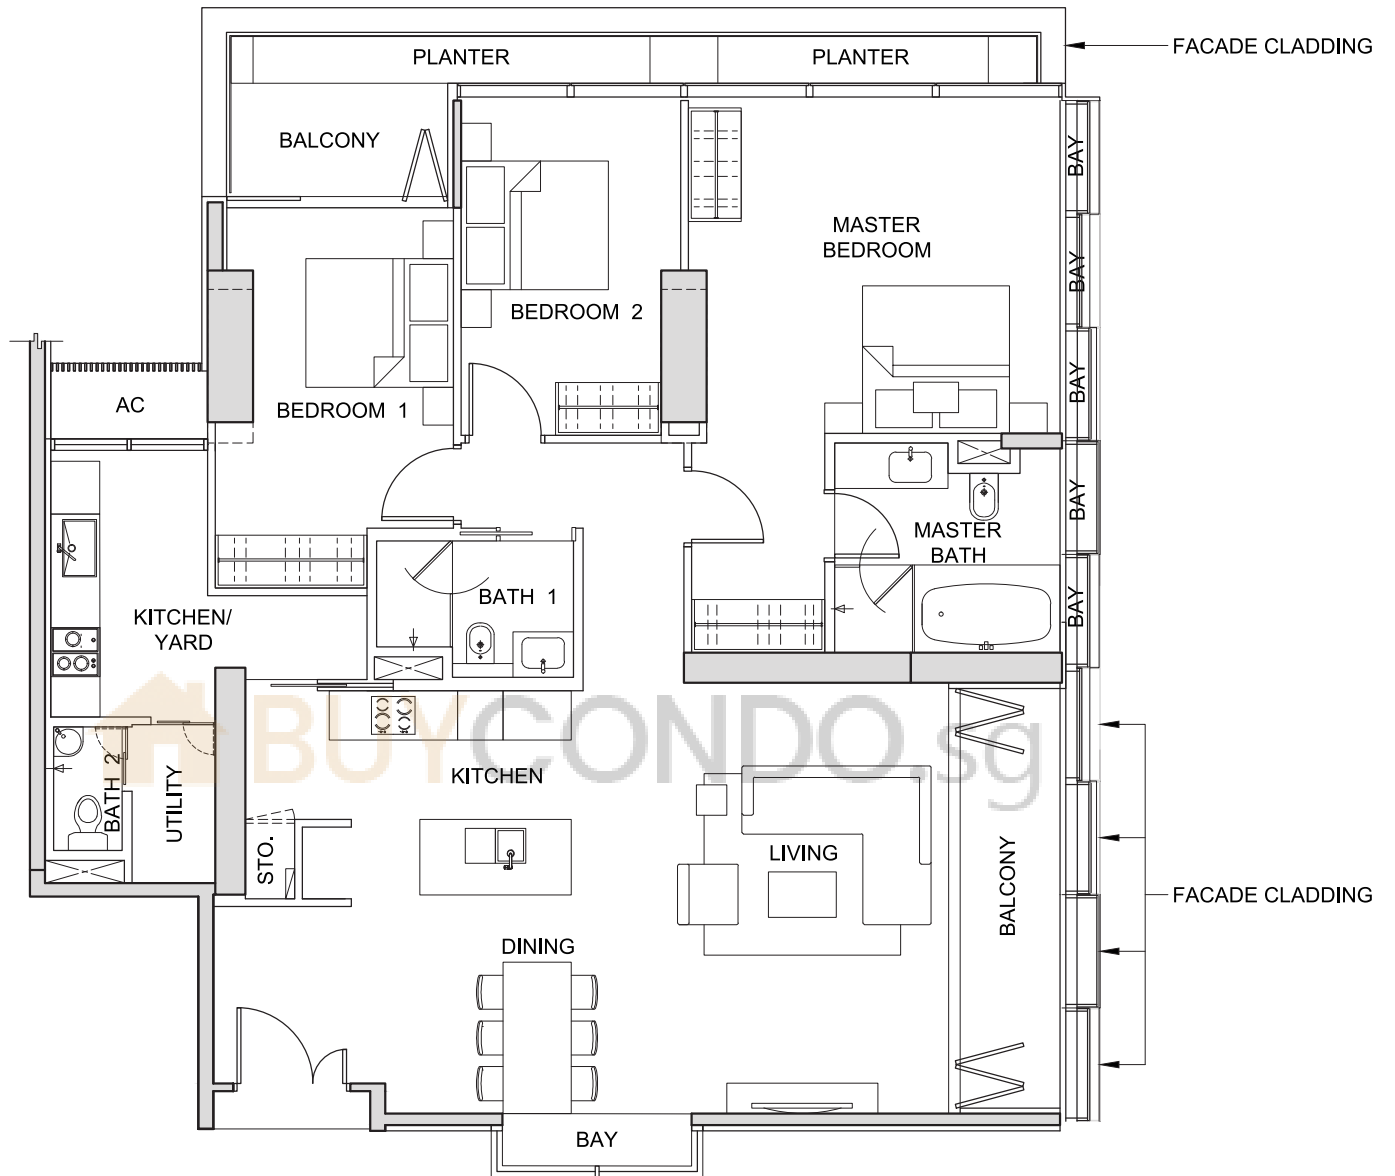 PLANTER
PLANTER
FACADE CLADDING
BALCONY
BAY
MASTER
BEDROOM
BAY
BEDROOM 2
BAY
AC
BEDROOM 1
BAY
MASTER
BATH
BATH 1
BAY
KITCHEN/
YARD
BUYCONDO.sg
KITCHEN
BATH 2
UTILITY
STO.
LIVING
BALCONY
FACADE CLADDING
DINING
BAY